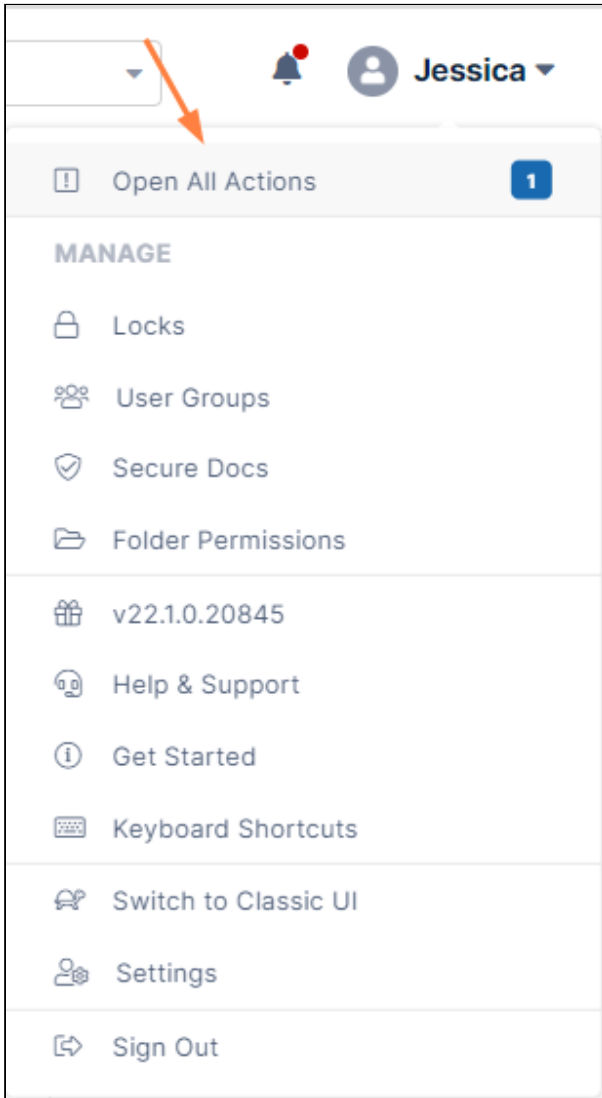 Jessica
Open All Actions 1
MANAGE
Locks
User Groups
Secure Docs
Folder Permissions
v22.1.0.20845
Help & Support
Get Started
Keyboard Shortcuts
Switch to Classic UI
Settings
Sign Out